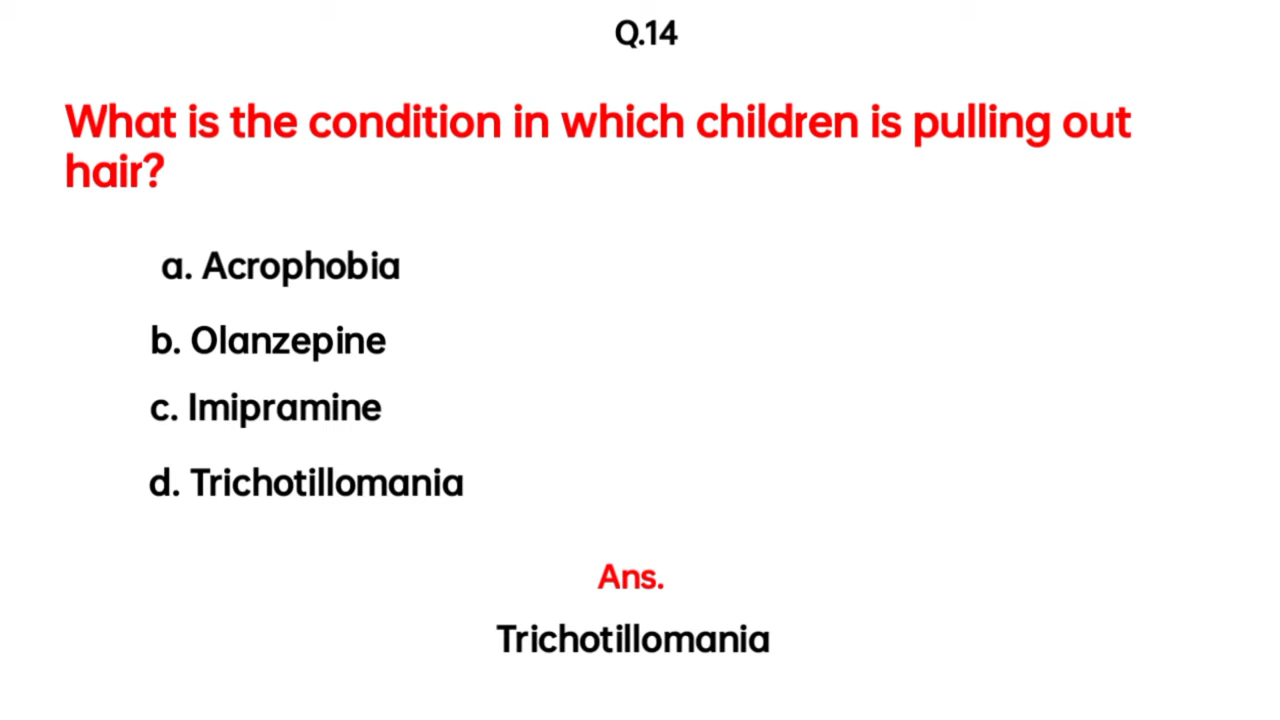 Q.14
What is the condition in which children is pulling out
hair?
a. Acrophobia
b. Olanzepine
c. Imipramine
d. Trichotillomania
Ans.
Trichotillomania